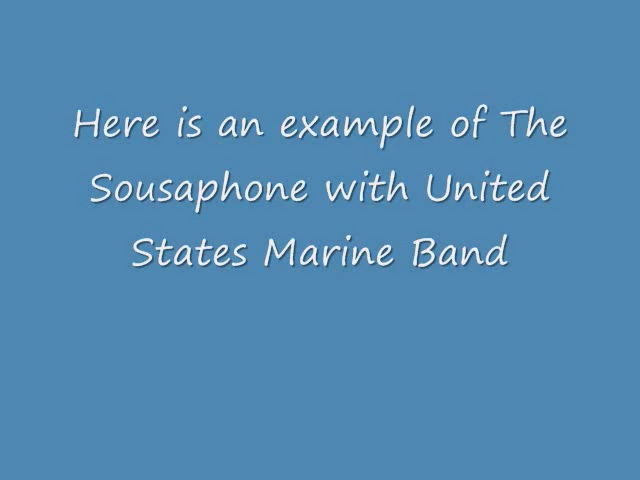 Here is an example of The
Sousaphone with United
States Marine Band